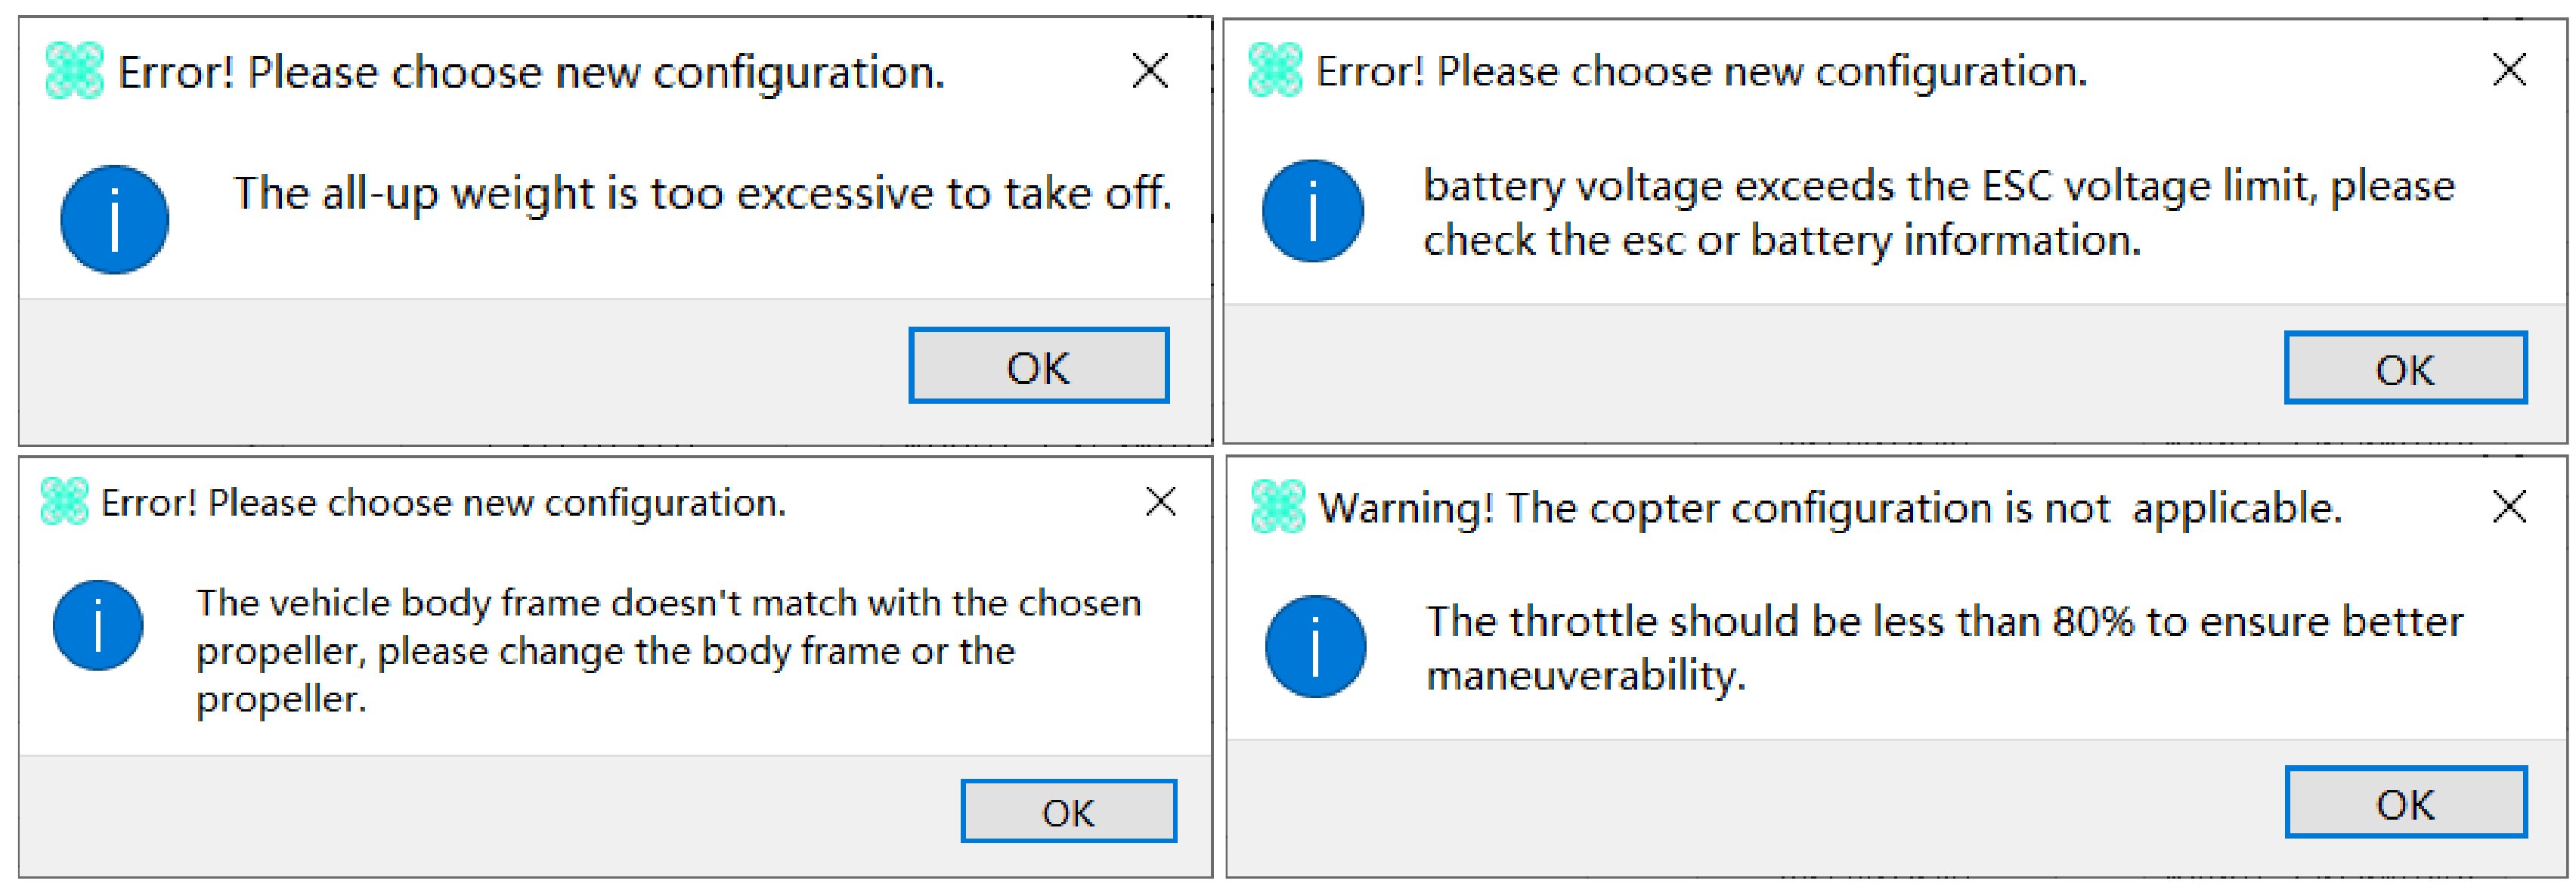 Error! Please choose new configuration.
The all-up weight is too excessive to take off.
OK
Error! Please choose new configuration.
battery voltage exceeds the ESC voltage limit, please
check the esc or battery information.
OK
Error! Please choose new configuration.
The vehicle body frame doesn't match with the chosen
propeller, please change the body frame or the
propeller.
OK
Warning! The copter configuration is not  applicable.
The throttle should be less than 80% to ensure better
maneuverability.
OK